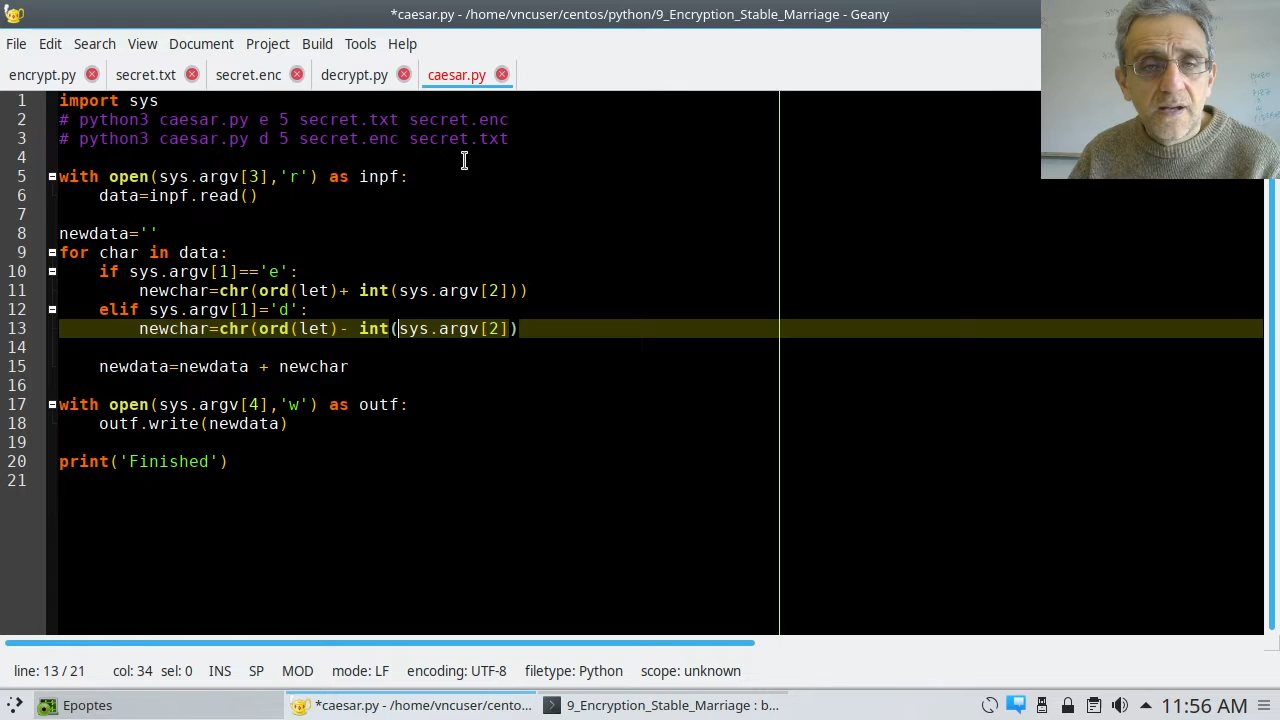 *caesar.py - /home/vncuser/centos/python/9_Encryption_Stable_Marriage - Geany
File Edit Search View Document Project Build Tools Help
encrypt.py secret.txt secret.enc decrypt.py caesar.py
1 import sys
2 # python3 caesar.py e 5 secret.txt secret.enc
3 # python3 caesar.py d 5 secret.enc secret.txt
4
5 with open(sys.argv[3],'r') as inpf:
6     data=inpf.read()
7
8 newdata=''
9 for char in data:
10     if sys.argv[1]=='e':
11         newchar=chr(ord(let)+ int(sys.argv[2]))
12     elif sys.argv[1]='d':
13         newchar=chr(ord(let)- int(sys.argv[2])
14
15     newdata=newdata + newchar
16
17 with open(sys.argv[4],'w') as outf:
18     outf.write(newdata)
19
20 print('Finished')
21
line: 13 / 21 col: 34 sel: 0 INS SP MOD mode: LF encoding: UTF-8 filetype: Python scope: unknown
Epoptes *caesar.py - /home/vncuser/cento... 9_Encryption_Stable_Marriage : b... 11:56 AM